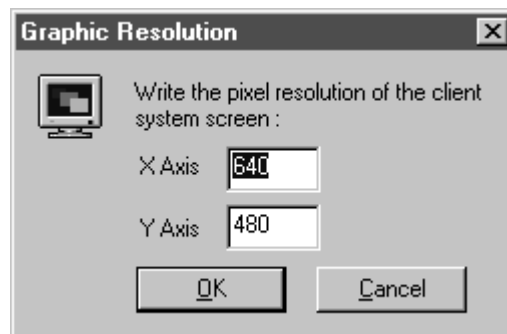 Graphic Resolution
Write the pixel resolution of the client
system screen :
X Axis 640
Y Axis 480
OK Cancel